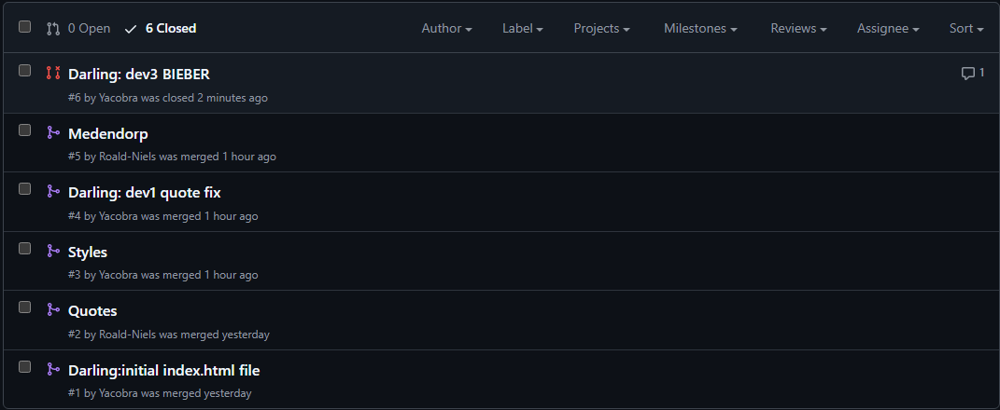 0 Open 6 Closed Author Label Projects Milestones Reviews Assignee Sort
Darling: dev3 BIEBER 1
#6 by Yacobra was closed 2 minutes ago
Medendorp
#5 by Roald-Niels was merged 1 hour ago
Darling: dev1 quote fix
#4 by Yacobra was merged 1 hour ago
Styles
#3 by Yacobra was merged 1 hour ago
Quotes
#2 by Roald-Niels was merged yesterday
Darling:initial index.html file
#1 by Yacobra was merged yesterday